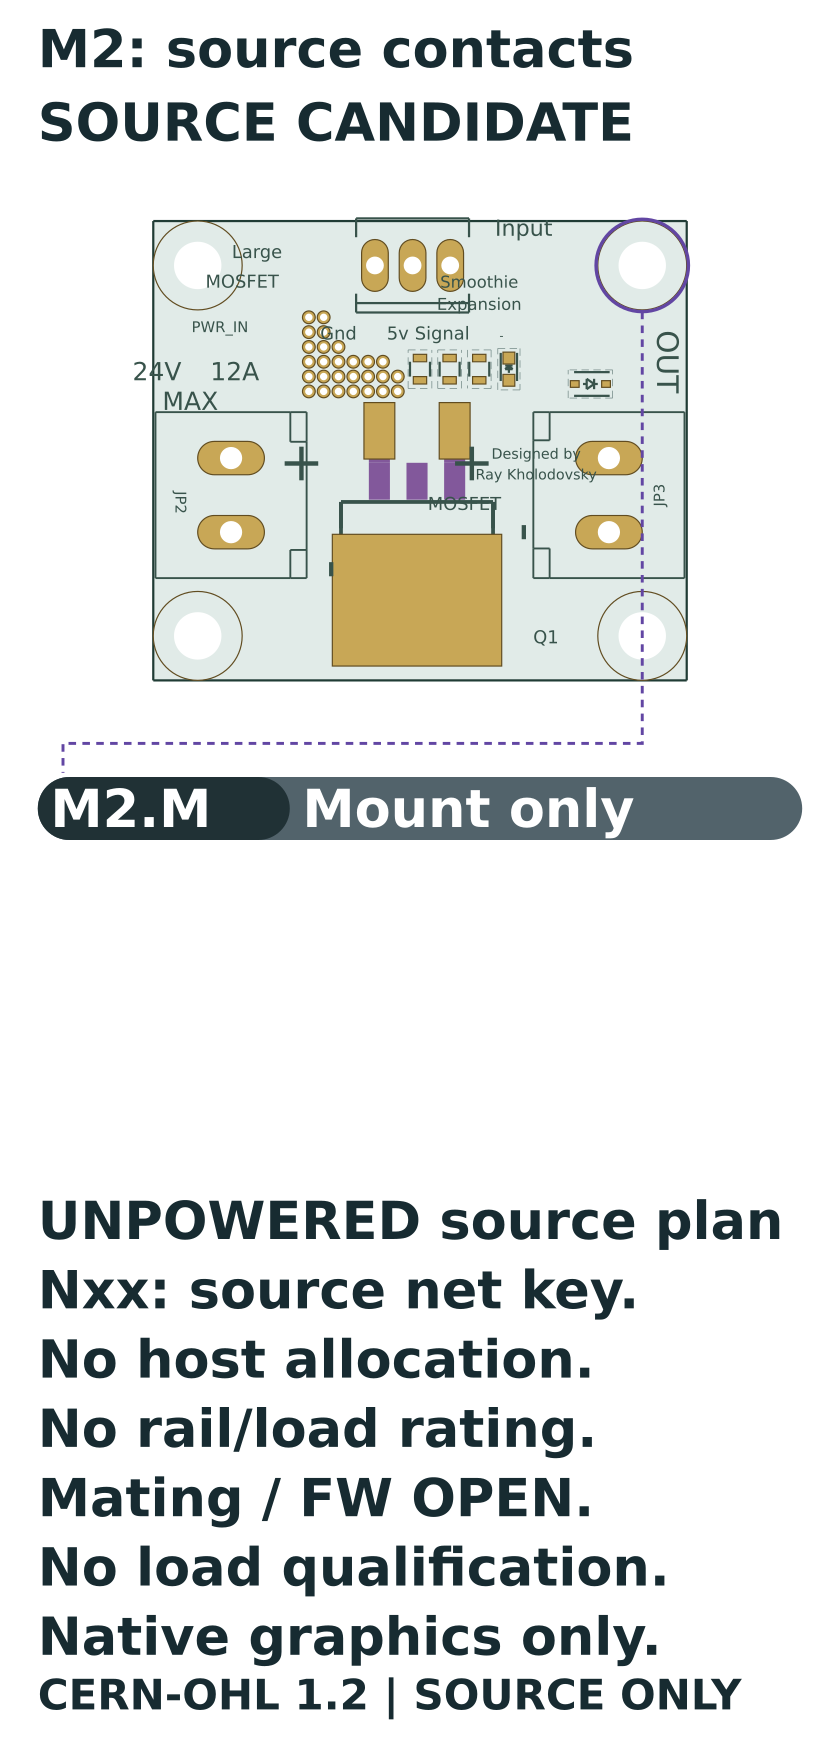 M2: source contacts
SOURCE CANDIDATE
Input
Large
MOSFET
Smoothie
Expansion
PWR_IN
Gnd
5v Signal
-
OUT
24V 12A
MAX
+
+
Designed by
Ray Kholodovsky
JP2
JP3
MOSFET
-
-
Q1
M2.M Mount only
UNPOWERED source plan
Nxx: source net key.
No host allocation.
No rail/load rating.
Mating / FW OPEN.
No load qualification.
Native graphics only.
CERN-OHL 1.2 | SOURCE ONLY